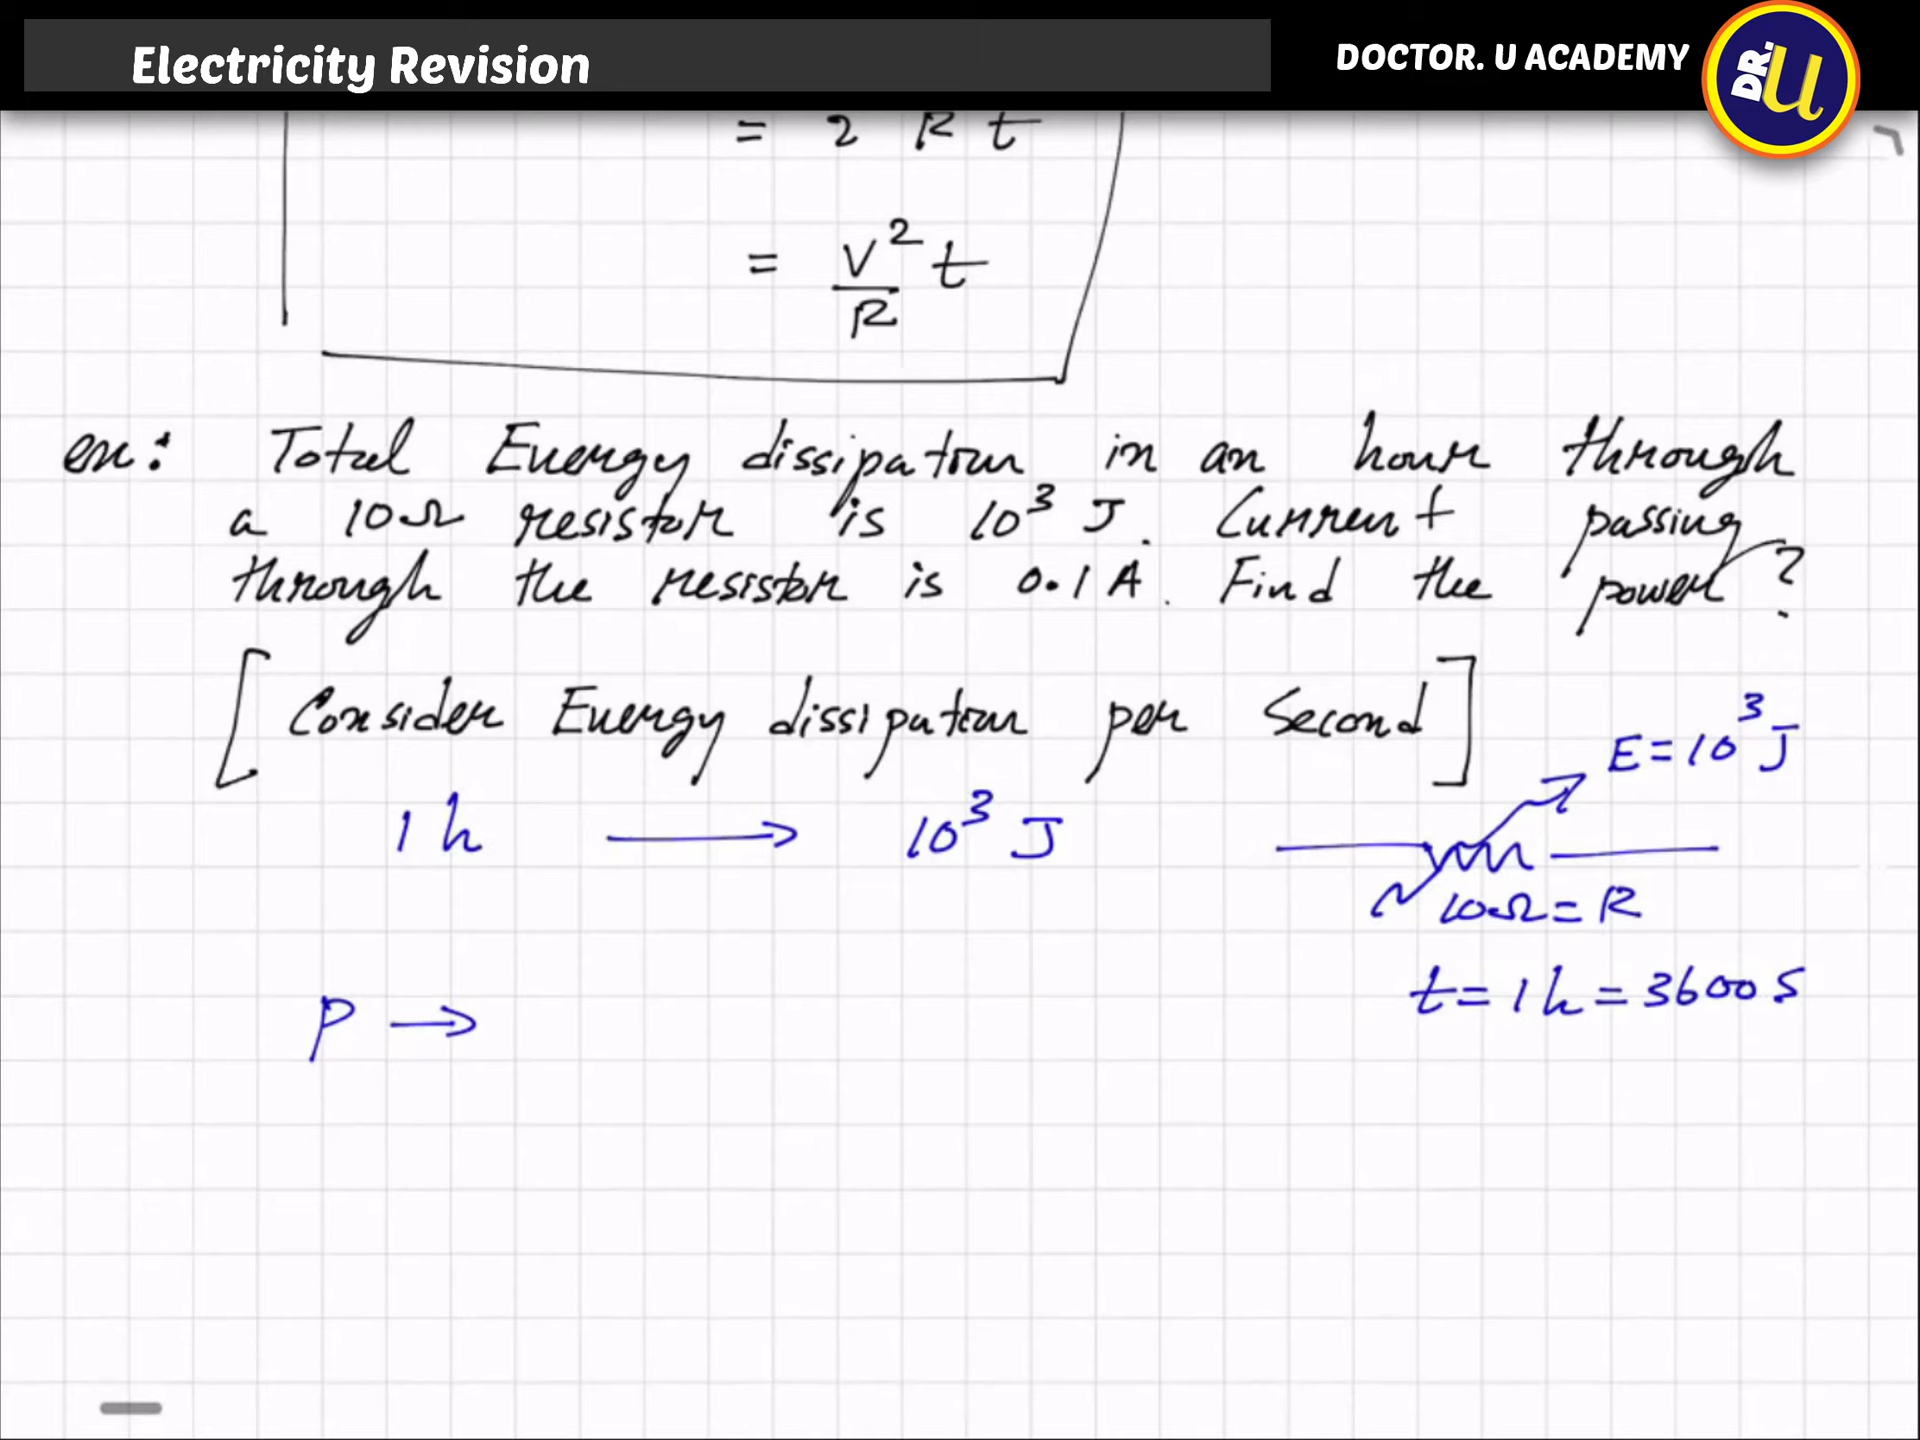 Electricity Revision
DOCTOR. U ACADEMY
DR. U
= 2 R t
= V²/R t
ex: Total Energy dissipation in an hour through
a 10Ω resistor is 10³ J. Current passing
through the resistor is 0.1 A. Find the power?
[Consider Energy dissipation per Second]
E = 10³ J
1 h → 10³ J
10Ω = R
t = 1 h = 3600 S
P →